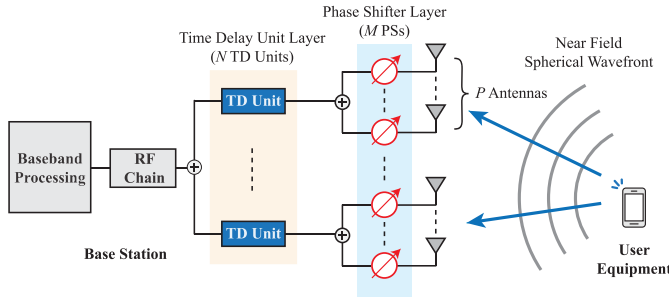 Phase Shifter Layer
(M PSs)
Time Delay Unit Layer
(N TD Units)
Near Field
Spherical Wavefront
TD Unit
P Antennas
Baseband
Processing
RF
Chain
TD Unit
Base Station
User
Equipment